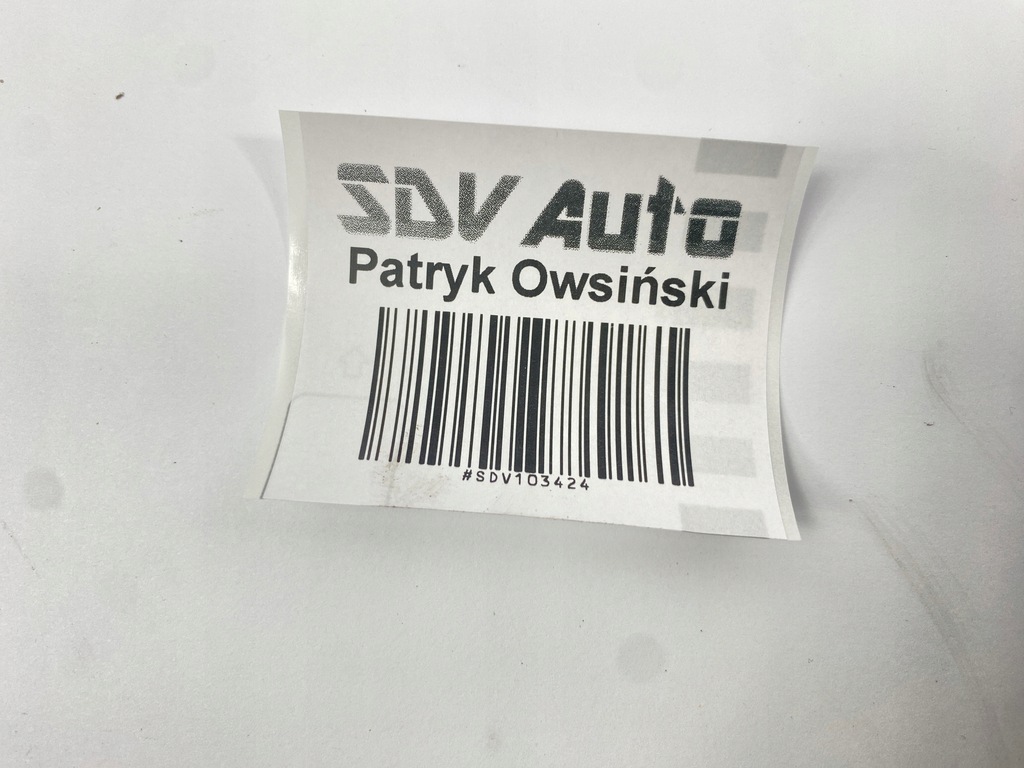 SDV Auto
Patryk Owsiński
#SDV103424